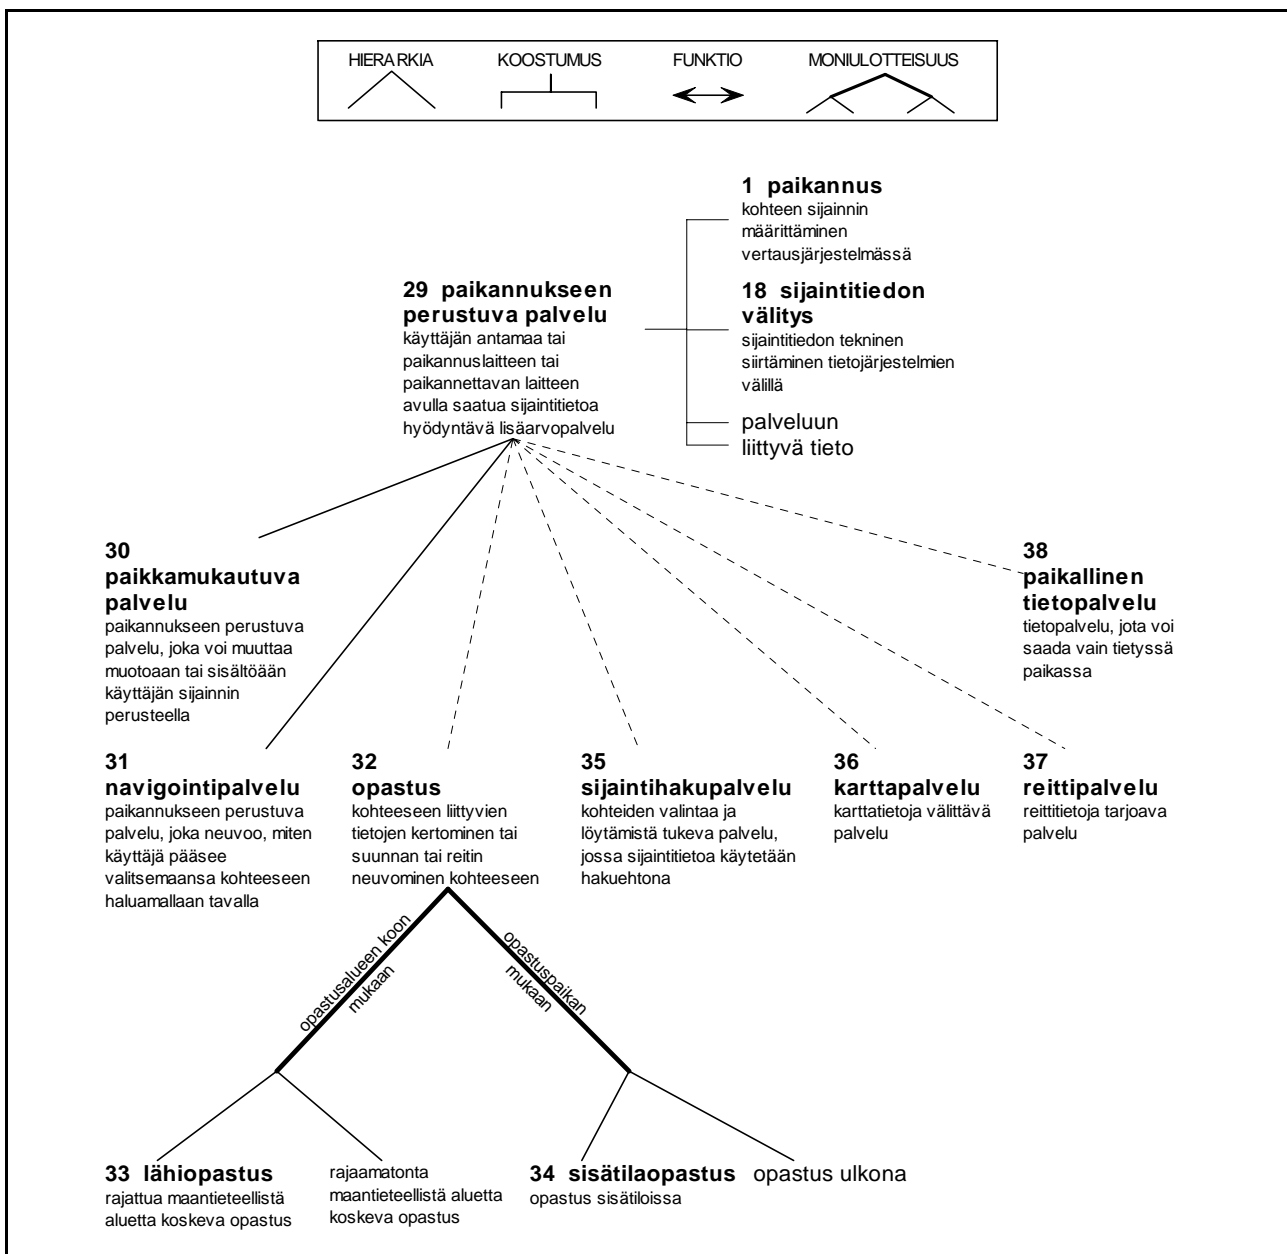 HIERARKIA KOOSTUMUS FUNKTIO MONIULOTTEISUUS
1 paikannus
kohteen sijainnin
määrittäminen
vertausjärjestelmässä
29 paikannukseen
perustuva palvelu
käyttäjän antamaa tai
paikannuslaitteen tai
paikannettavan laitteen
avulla saatua sijaintitietoa
hyödyntävä lisäarvopalvelu
18 sijaintitiedon
välitys
sijaintitiedon tekninen
siirtäminen tietojärjestelmien
välillä
palveluun
liittyvä tieto
30
paikkamukautuva
palvelu
paikannukseen perustuva
palvelu, joka voi muuttaa
muotoaan tai sisältöään
käyttäjän sijainnin
perusteella
38
paikallinen
tietopalvelu
tietopalvelu, jota voi
saada vain tietyssä
paikassa
31
navigointipalvelu
paikannukseen perustuva
palvelu, joka neuvoo, miten
käyttäjä pääsee
valitsemaansa kohteeseen
haluamallaan tavalla
32
opastus
kohteeseen liittyvien
tietojen kertominen tai
suunnan tai reitin
neuvominen kohteeseen
35
sijaintihakupalvelu
kohteiden valintaa ja
löytämistä tukeva palvelu,
jossa sijaintitietoa käytetään
hakuehtona
36
karttapalvelu
karttatietoja välittävä
palvelu
37
reittipalvelu
reittitietoja tarjoava
palvelu
opastusalueen koon
mukaan
opastuspaikan
mukaan
33 lähiopastus
rajattua maantieteellistä
aluetta koskeva opastus
rajaamatonta
maantieteellistä aluetta
koskeva opastus
34 sisätilaopastus
opastus sisätiloissa
opastus ulkona